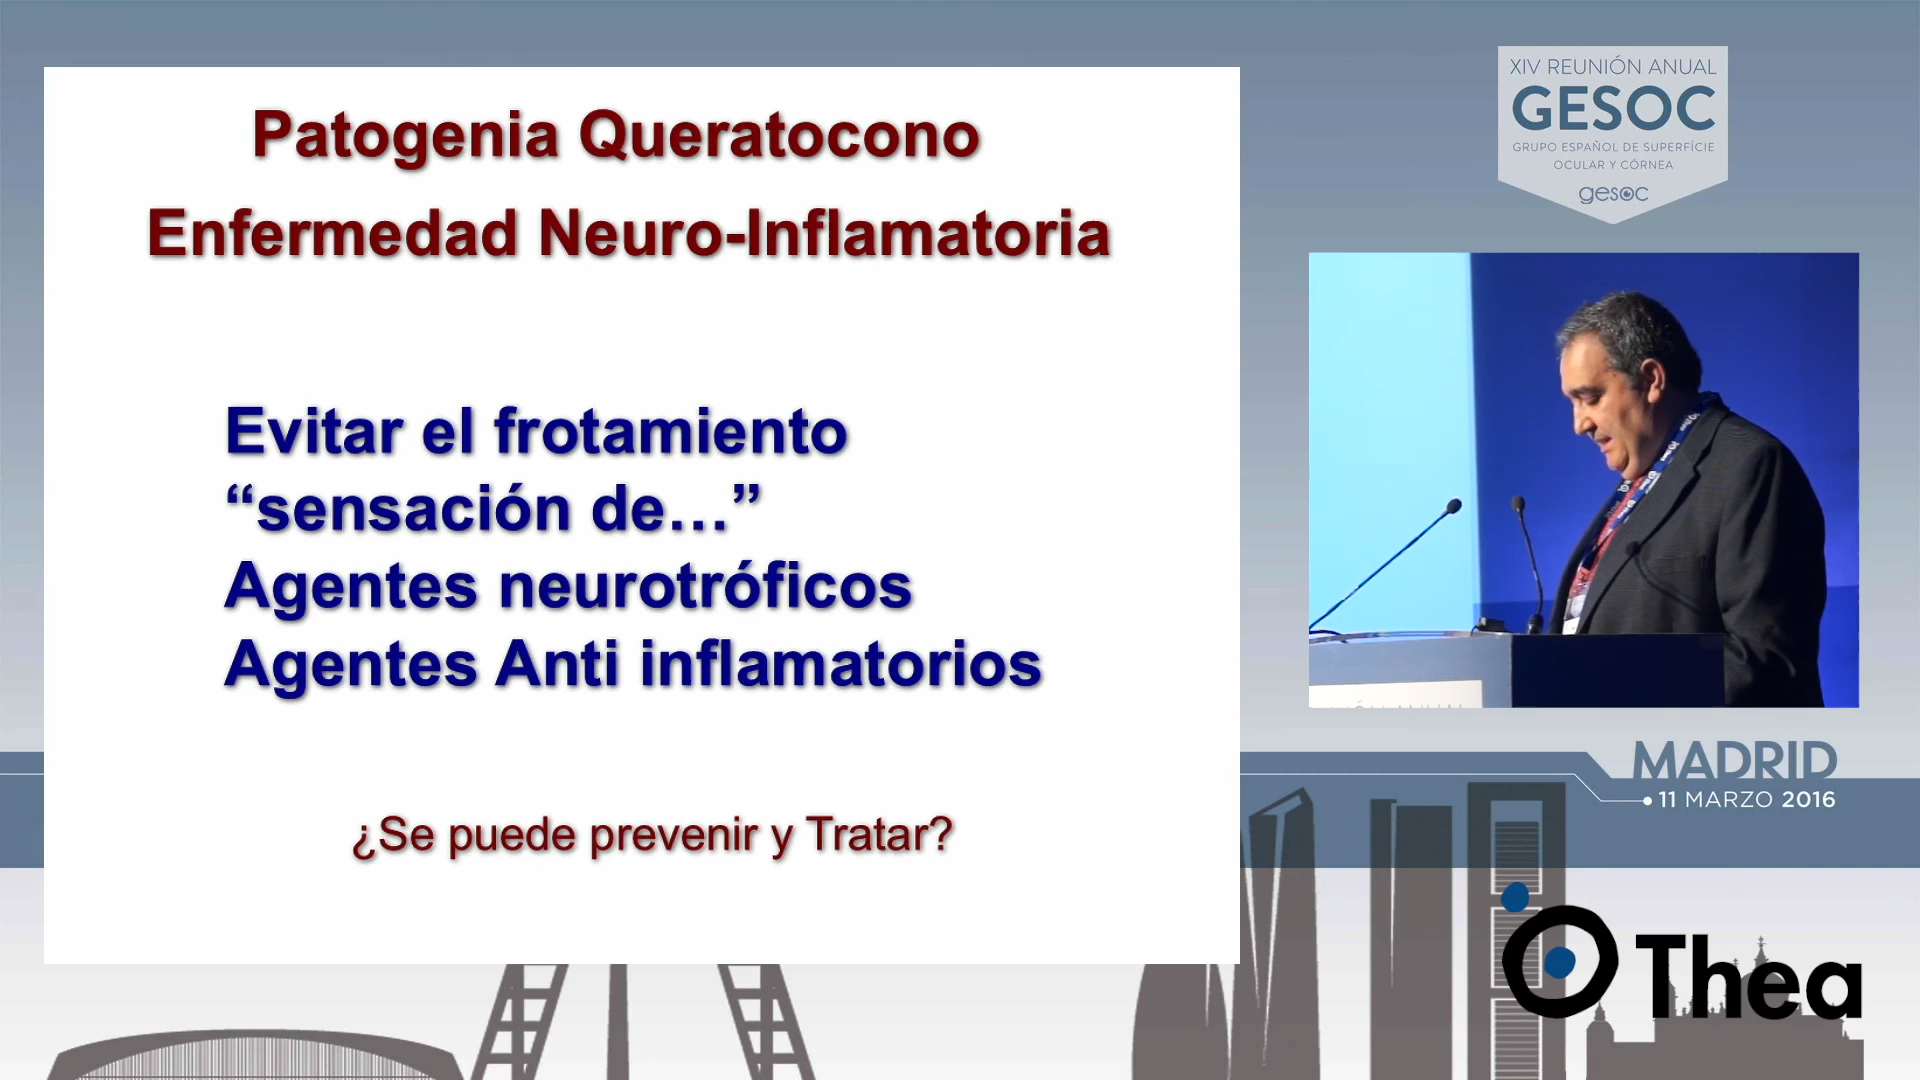 Patogenia Queratocono
Enfermedad Neuro-Inflamatoria
Evitar el frotamiento
“sensación de…”
Agentes neurotróficos
Agentes Anti inflamatorios
¿Se puede prevenir y Tratar?
XIV REUNIÓN ANUAL
GESOC
GRUPO ESPAÑOL DE SUPERFÍCIE
OCULAR Y CÓRNEA
gesoc
MADRID
11 MARZO 2016
Thea